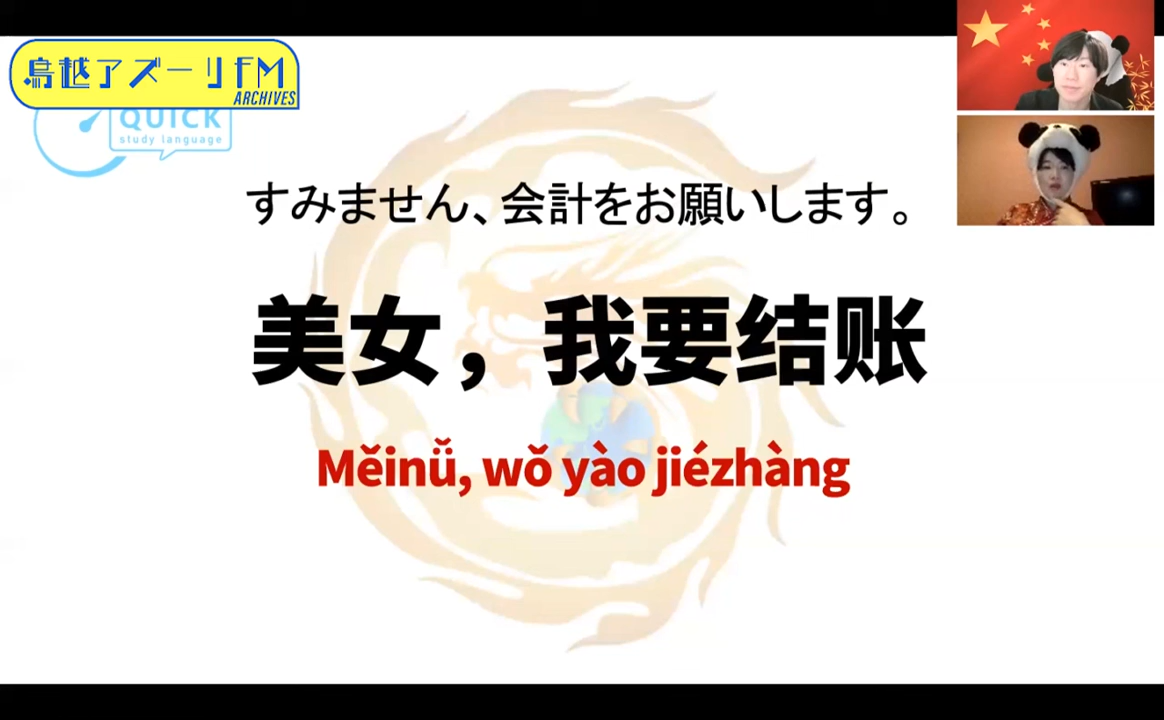 鳥越アズーリFM
ARCHIVES
QUICK
study language
すみません、会計をお願いします。
美女，我要结账
Měinǚ, wǒ yào jiézhàng